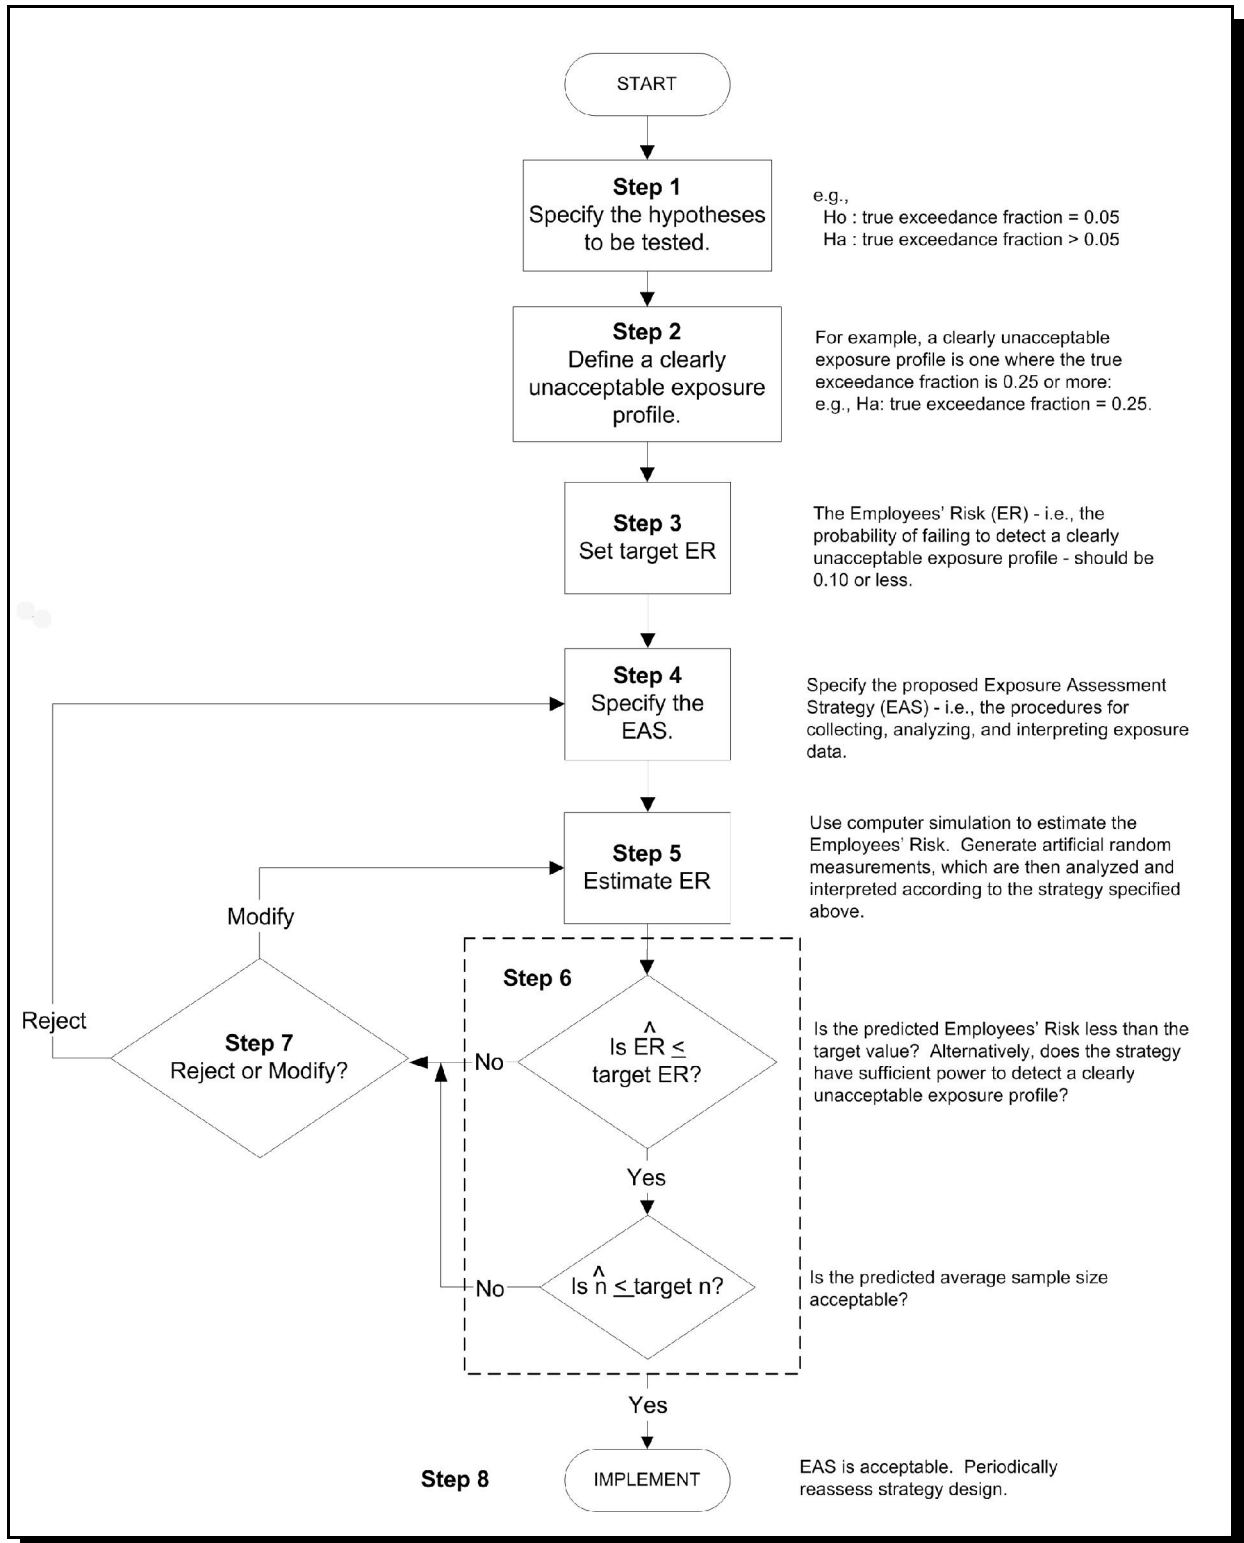 START
Step 1
Specify the hypotheses
to be tested.
e.g.,
Ho : true exceedance fraction = 0.05
Ha : true exceedance fraction > 0.05
Step 2
Define a clearly
unacceptable exposure
profile.
For example, a clearly unacceptable
exposure profile is one where the true
exceedance fraction is 0.25 or more:
e.g., Ha: true exceedance fraction = 0.25.
Step 3
Set target ER
The Employees' Risk (ER) - i.e., the
probability of failing to detect a clearly
unacceptable exposure profile - should be
0.10 or less.
Step 4
Specify the
EAS.
Specify the proposed Exposure Assessment
Strategy (EAS) - i.e., the procedures for
collecting, analyzing, and interpreting exposure
data.
Step 5
Estimate ER
Use computer simulation to estimate the
Employees' Risk. Generate artificial random
measurements, which are then analyzed and
interpreted according to the strategy specified
above.
Modify
Reject
Step 7
Reject or Modify?
No
Step 6
^
Is ER ≤
target ER?
Is the predicted Employees' Risk less than the
target value? Alternatively, does the strategy
have sufficient power to detect a clearly
unacceptable exposure profile?
Yes
No
^
Is n ≤ target n?
Is the predicted average sample size
acceptable?
Yes
Step 8
IMPLEMENT
EAS is acceptable. Periodically
reassess strategy design.